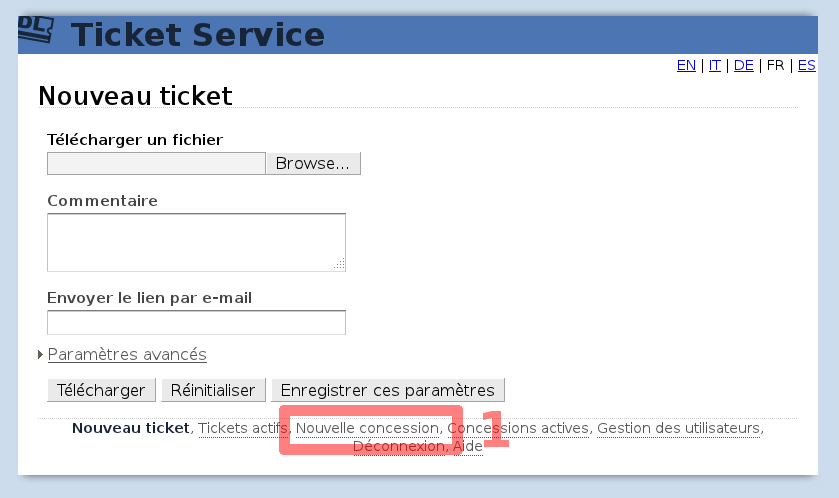 DL
Ticket Service
EN | IT | DE | FR | ES
Nouveau ticket
Télécharger un fichier
Browse...
Commentaire
Envoyer le lien par e-mail
Paramètres avancés
Télécharger Réinitialiser Enregistrer ces paramètres
Nouveau ticket, Tickets actifs, Nouvelle concession, Concessions actives, Gestion des utilisateurs,
Déconnexion, Aide
1